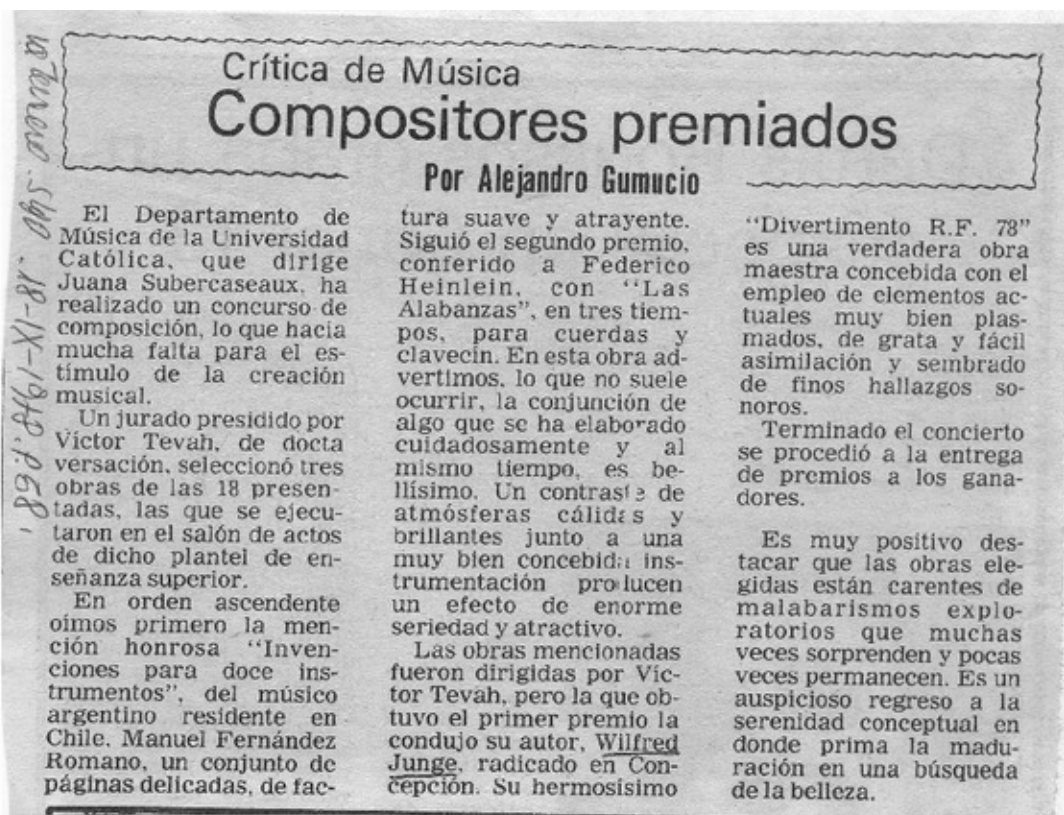 Crítica de Música
Compositores premiados
Por Alejandro Gumucio
El Departamento de
Música de la Universidad
Católica, que dirige
Juana Subercaseaux, ha
realizado un concurso de
composición, lo que hacía
mucha falta para el es-
tímulo de la creación
musical.
Un jurado presidido por
Víctor Tevah, de docta
versación, seleccionó tres
obras de las 18 presen-
tadas, las que se ejecu-
taron en el salón de actos
de dicho plantel de en-
señanza superior.
En orden ascendente
oímos primero la men-
ción honrosa "Inven-
ciones para doce ins-
trumentos", del músico
argentino residente en
Chile, Manuel Fernández
Romano, un conjunto de
páginas delicadas, de fac-
tura suave y atrayente.
Siguió el segundo premio,
conferido a Federico
Heinlein, con "Las
Alabanzas", en tres tiem-
pos, para cuerdas y
clavecín. En esta obra ad-
vertimos, lo que no suele
ocurrir, la conjunción de
algo que se ha elaborado
cuidadosamente y al
mismo tiempo, es be-
llísimo. Un contraste de
atmósferas cálidas y
brillantes junto a una
muy bien concebida ins-
trumentación producen
un efecto de enorme
seriedad y atractivo.
Las obras mencionadas
fueron dirigidas por Víc-
tor Tevah, pero la que ob-
tuvo el primer premio la
condujo su autor, Wilfred
Junge, radicado en Con-
cepción. Su hermosísimo
"Divertimento R.F. 78"
es una verdadera obra
maestra concebida con el
empleo de elementos ac-
tuales muy bien plas-
mados, de grata y fácil
asimilación y sembrado
de finos hallazgos so-
noros.
Terminado el concierto
se procedió a la entrega
de premios a los gana-
dores.
Es muy positivo des-
tacar que las obras ele-
gidas están carentes de
malabarismos explo-
ratorios que muchas
veces sorprenden y pocas
veces permanecen. Es un
auspicioso regreso a la
serenidad conceptual en
donde prima la madu-
ración en una búsqueda
de la belleza.
18-IX-1978. P.68.